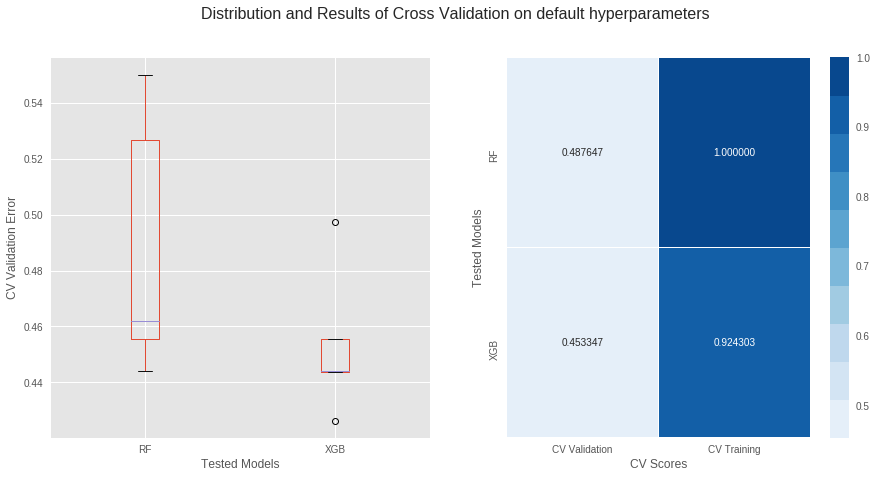 Distribution and Results of Cross Validation on default hyperparameters
CV Validation Error
0.54
0.52
0.50
0.48
0.46
0.44
RF
XGB
Tested Models
Tested Models
RF
XGB
0.487647
1.000000
0.453347
0.924303
CV Validation
CV Training
CV Scores
1.0
0.9
0.8
0.7
0.6
0.5